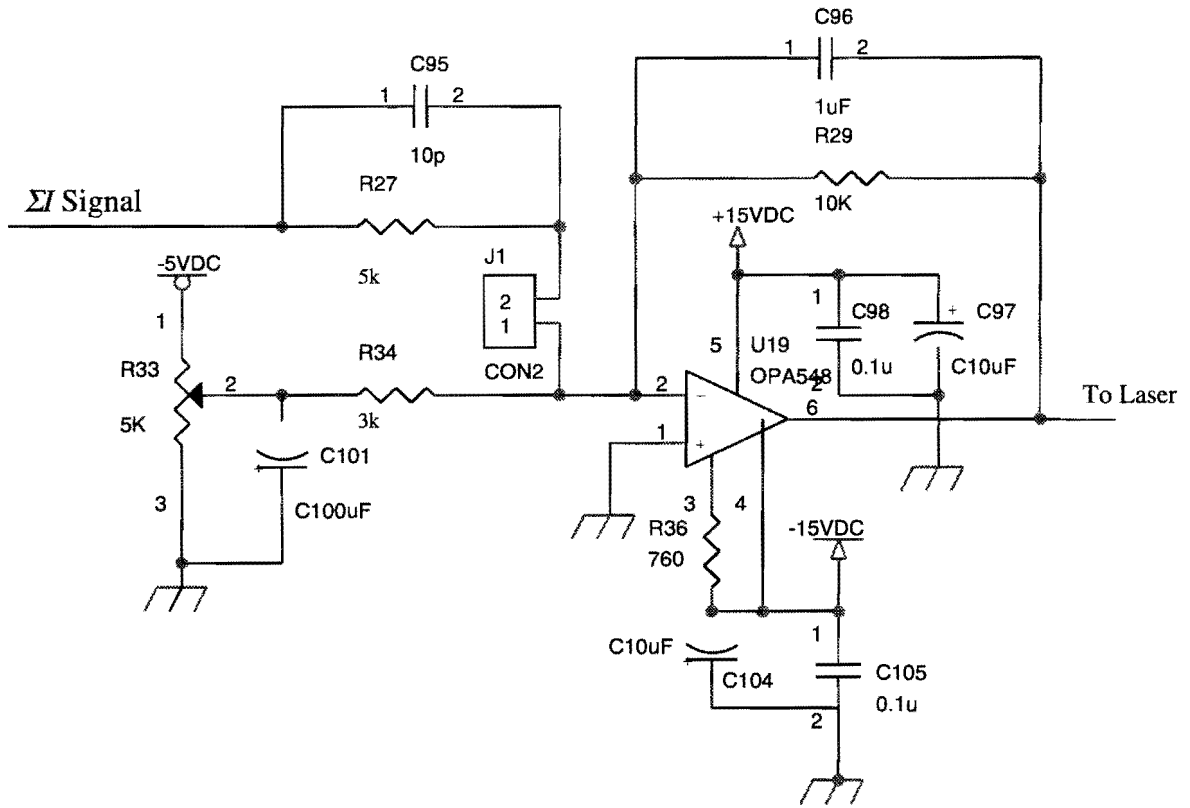 C96
1 2
1uF
R29
10K
C95
1 2
10p
R27
5k
ΣI Signal
-5VDC
1
R33
5K
2
3
R34
3k
C101
+
C100uF
J1
2
1
CON2
+15VDC
5
U19
OPA548
2
−
1
+
6
3
4
1
C98
0.1u
2
+
C97
C10uF
To Laser
R36
760
-15VDC
C10uF
+
C104
1
C105
0.1u
2